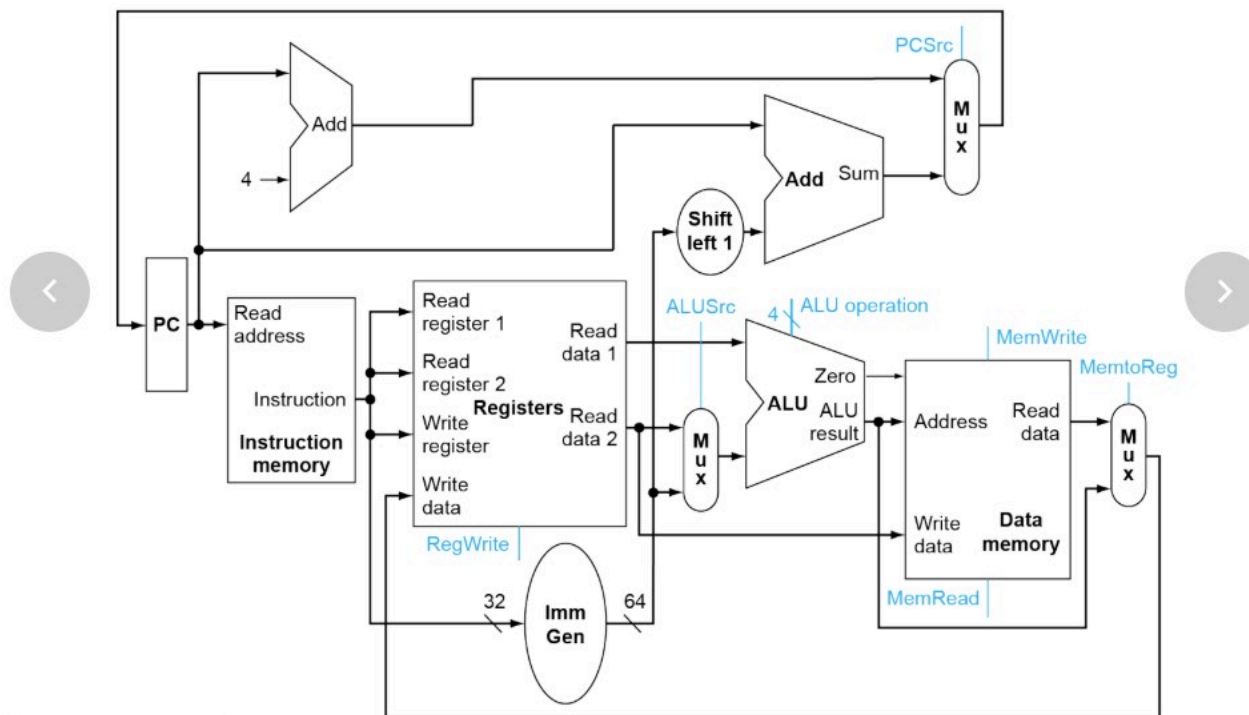 PCSrc
Add
4
M
u
x
Add
Sum
Shift
left 1
PC
Read
address
Instruction
Instruction
memory
Read
register 1
Read
register 2
Write
register
Write
data
Registers
Read
data 1
Read
data 2
RegWrite
ALUSrc
M
u
x
4
ALU operation
Zero
ALU
ALU
result
MemWrite
Address
Read
data
Write
data
Data
memory
MemRead
MemtoReg
M
u
x
32
Imm
Gen
64